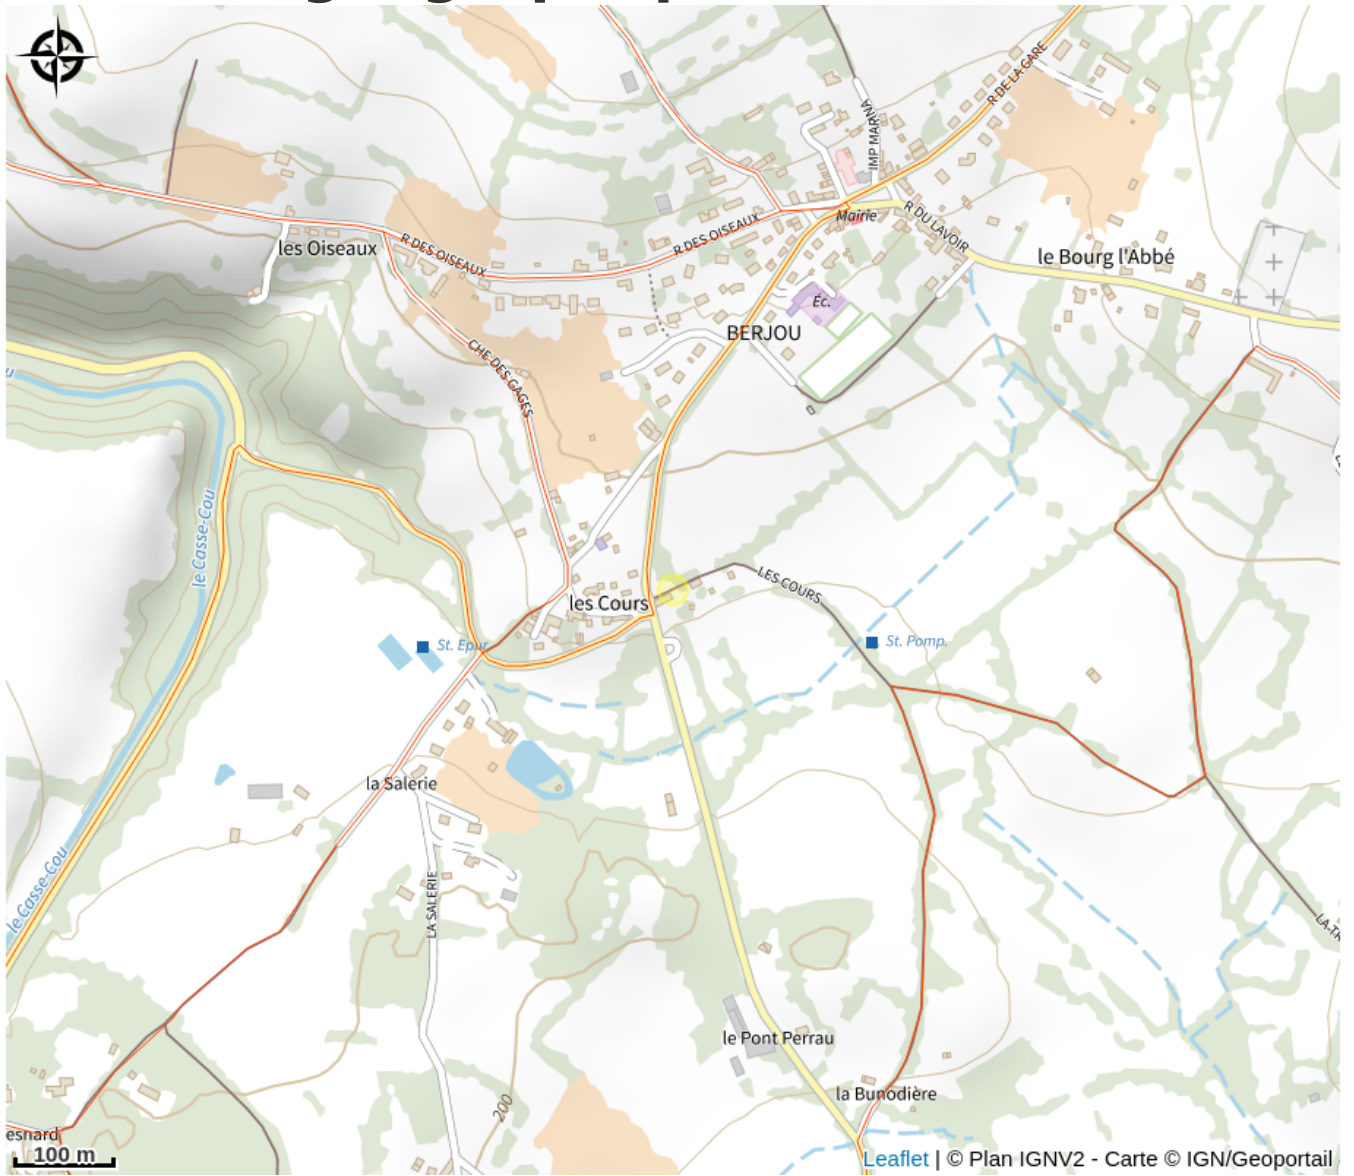 R DE LA GARE
IMP MARINA
Mairie
R DU LAVOIR
R DES OISEAUX
les Oiseaux
R DES OISEAUX
le Bourg l'Abbé
Éc.
BERJOU
CHE DES GAGES
le Casse-Cou
LES COURS
les Cours
St. Epur.
St. Pomp.
la Salerie
LA SALERIE
le Casse-Cou
le Pont Perrau
la Bunodière
200
esnard
100 m
Leaflet | © Plan IGNV2 - Carte © IGN/Geoportail